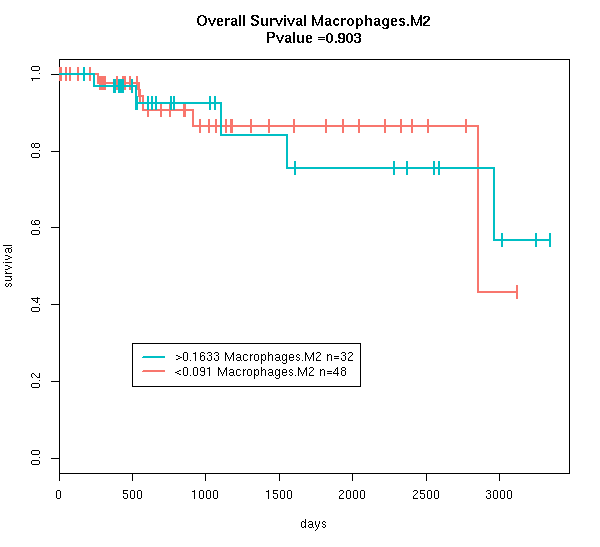 Overall Survival Macrophages.M2
Pvalue =0.903
1.0
0.8
0.6
0.4
0.2
0.0
survival
>0.1633 Macrophages.M2 n=32
<0.091 Macrophages.M2 n=48
0 500 1000 1500 2000 2500 3000
days